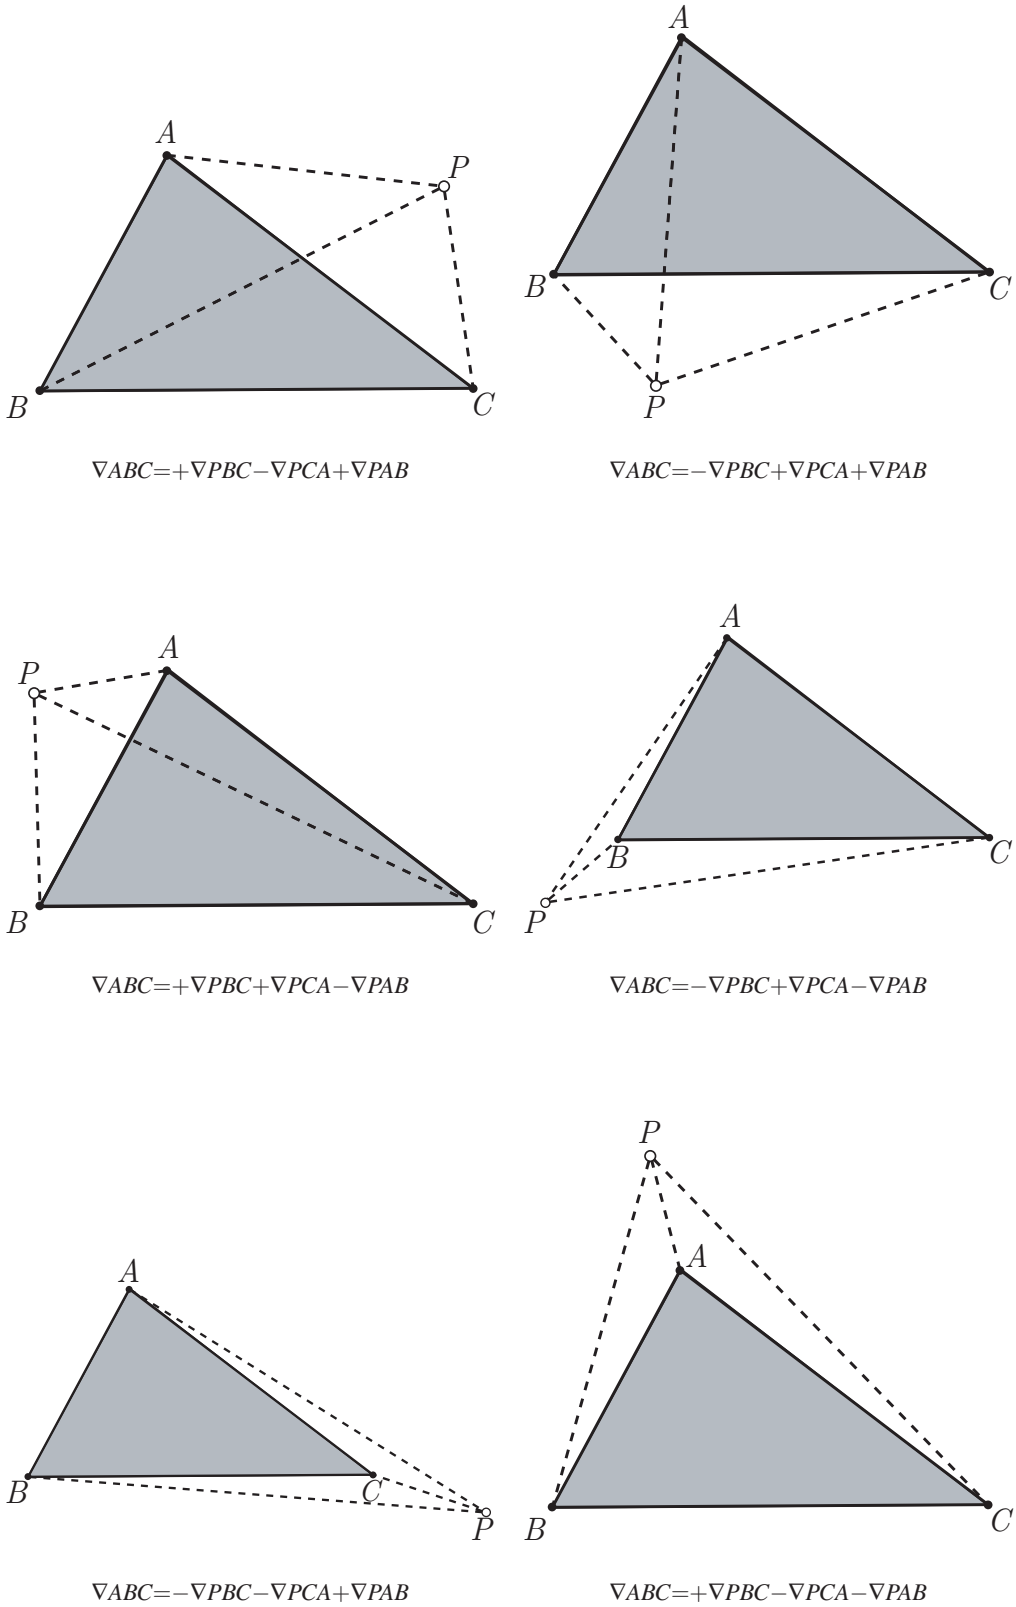 A
P
B
C
∇ABC=+∇PBC−∇PCA+∇PAB
A
B
C
P
∇ABC=−∇PBC+∇PCA+∇PAB
A
P
B
C
∇ABC=+∇PBC+∇PCA−∇PAB
A
B
C
P
∇ABC=−∇PBC+∇PCA−∇PAB
A
B
C
P
∇ABC=−∇PBC−∇PCA+∇PAB
P
A
B
C
∇ABC=+∇PBC−∇PCA−∇PAB